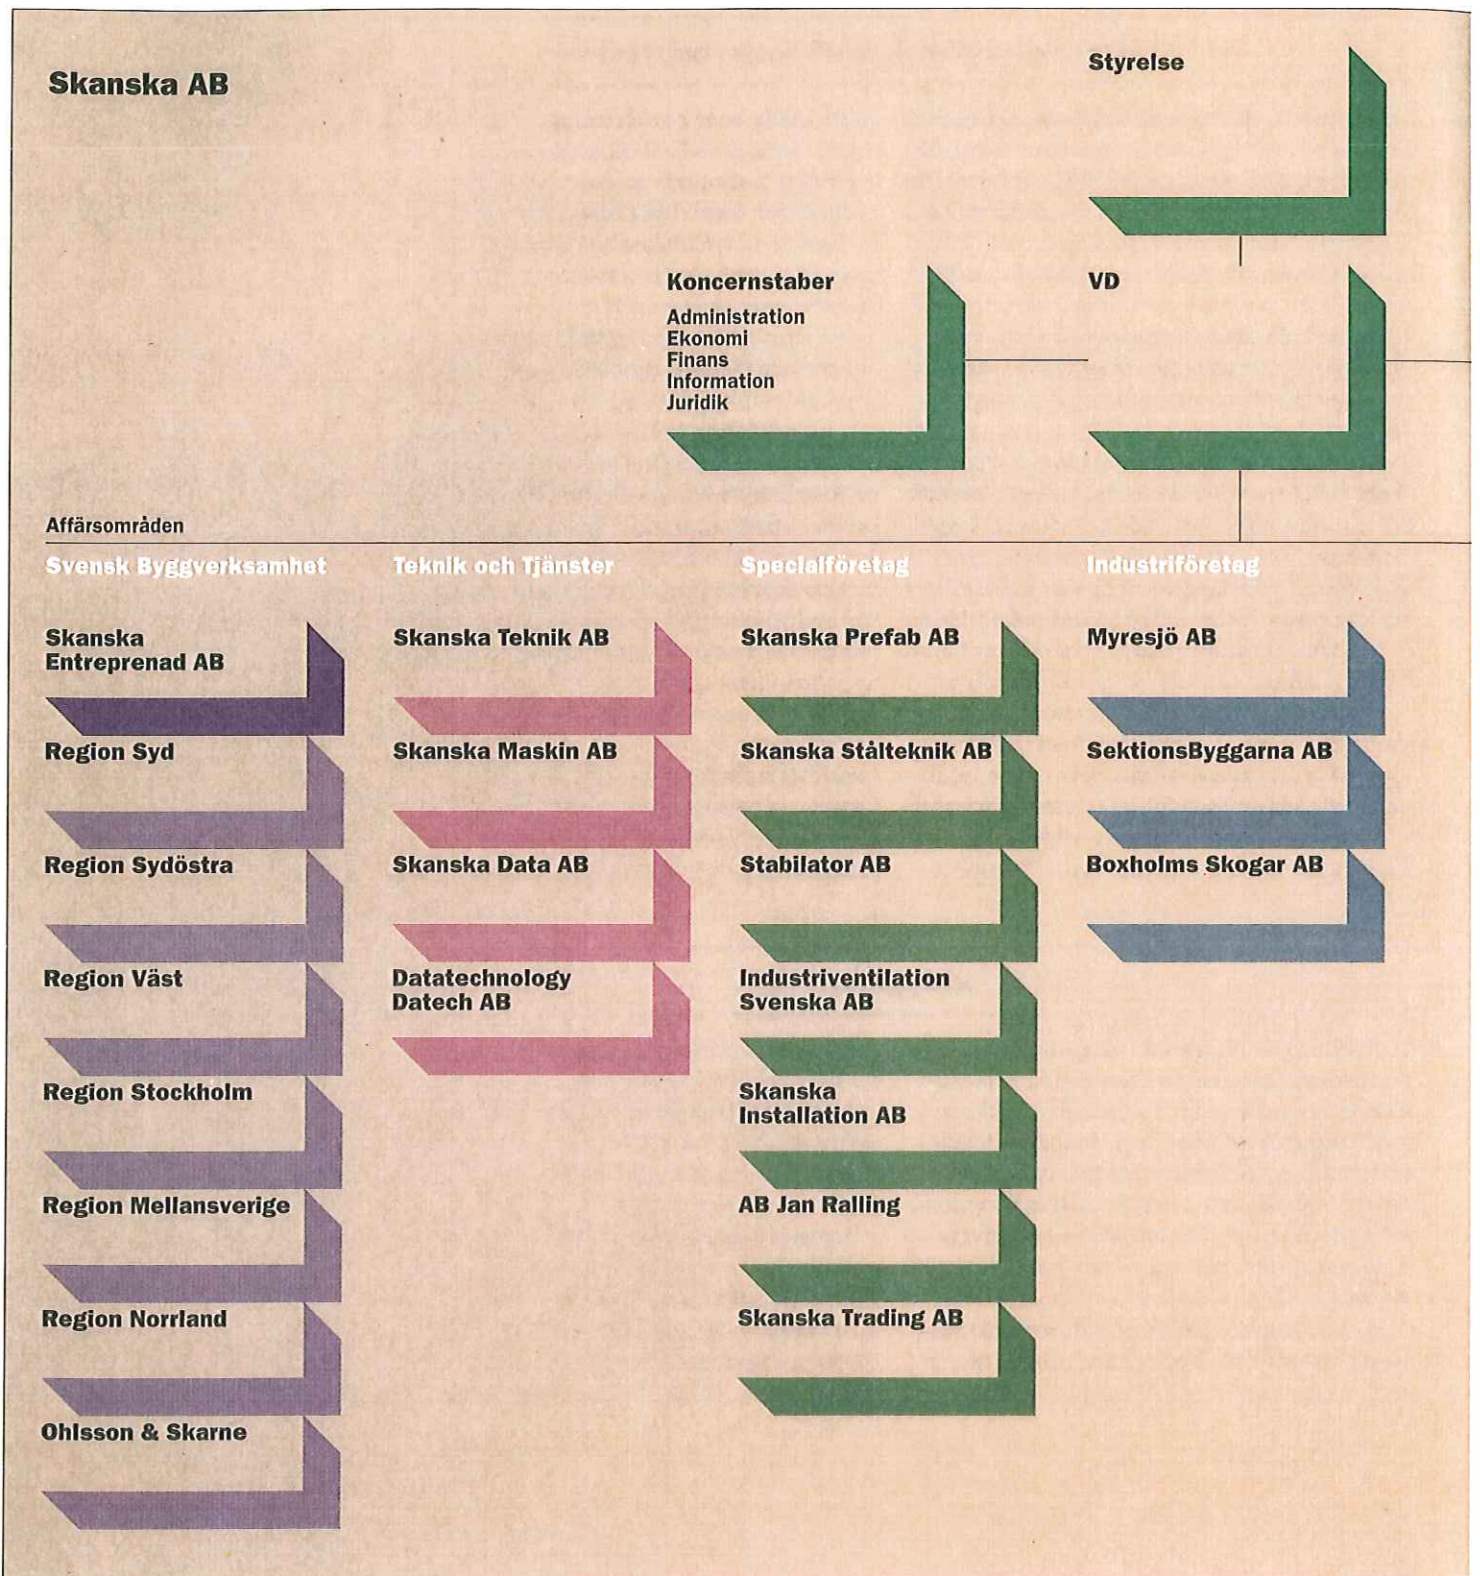 Skanska AB
Styrelse
Koncernstaber
Administration
Ekonomi
Finans
Information
Juridik
VD
Affärsområden
Svensk Byggverksamhet
Skanska
Entreprenad AB
Region Syd
Region Sydöstra
Region Väst
Region Stockholm
Region Mellansverige
Region Norrland
Ohlsson & Skarne
Teknik och Tjänster
Skanska Teknik AB
Skanska Maskin AB
Skanska Data AB
Datatechnology
Datech AB
Specialföretag
Skanska Prefab AB
Skanska Stålteknik AB
Stabilator AB
Industriventilation
Svenska AB
Skanska
Installation AB
AB Jan Ralling
Skanska Trading AB
Industriföretag
Myresjö AB
SektionsByggarna AB
Boxholms Skogar AB